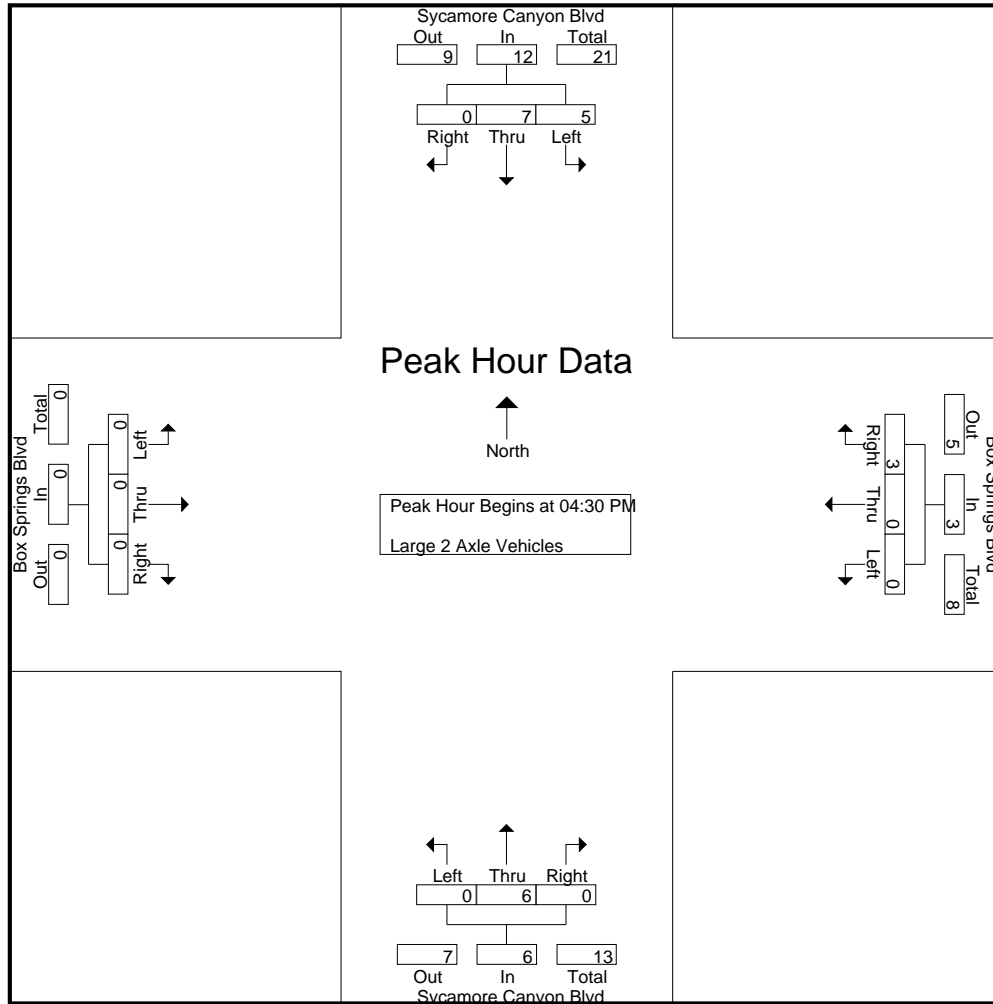 Sycamore Canyon Blvd
Out In Total
9 12 21
0 7 5
Right Thru Left
Peak Hour Data
North
Peak Hour Begins at 04:30 PM
Large 2 Axle Vehicles
Box Springs Blvd
Out In Total
0 0 0
0 0 0
Right Thru Left
Box Springs Blvd
Out In Total
5 3 8
3 0 0
Right Thru Left
Left Thru Right
0 6 0
7 6 13
Out In Total
Sycamore Canyon Blvd